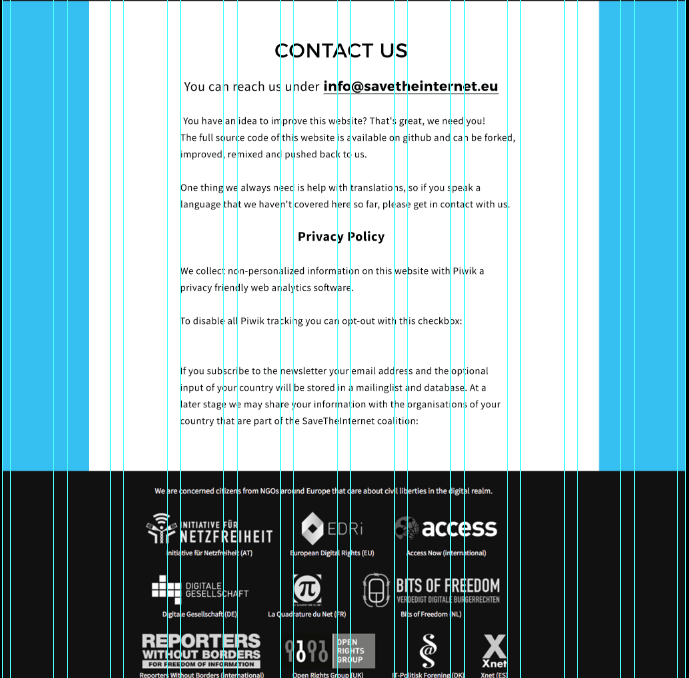 CONTACT US
You can reach us under info@savetheinternet.eu
You have an idea to improve this website? That's great, we need you!
The full source code of this website is available on github and can be forked,
improved, remixed and pushed back to us.
One thing we always need is help with translations, so if you speak a
language that we haven't covered here so far, please get in contact with us.
Privacy Policy
We collect non-personalized information on this website with Piwik a
privacy friendly web analytics software.
To disable all Piwik tracking you can opt-out with this checkbox:
If you subscribe to the newsletter your email address and the optional
input of your country will be stored in a mailinglist and database. At a
later stage we may share your information with the organisations of your
country that are part of the SaveTheInternet coalition:
We are concerned citizens from NGOs around Europe that care about civil liberties in the digital realm.
INITIATIVE FÜR
NETZFREIHEIT
EDRi
access
Initiative für Netzfreiheit (AT)
European Digital Rights (EU)
Access Now (international)
DIGITALE
GESELLSCHAFT
π
BITS OF FREEDOM
VERDEDIGT DIGITALE BURGERRECHTEN
Digitale Gesellschaft (DE)
La Quadrature du Net (FR)
Bits of Freedom (NL)
REPORTERS
WITHOUT BORDERS
FOR FREEDOM OF INFORMATION
OPEN
RIGHTS
GROUP
Xnet
Reporters Without Borders (international)
Open Rights Group (UK)
IT-Politisk Forening (DK)
Xnet (ES)